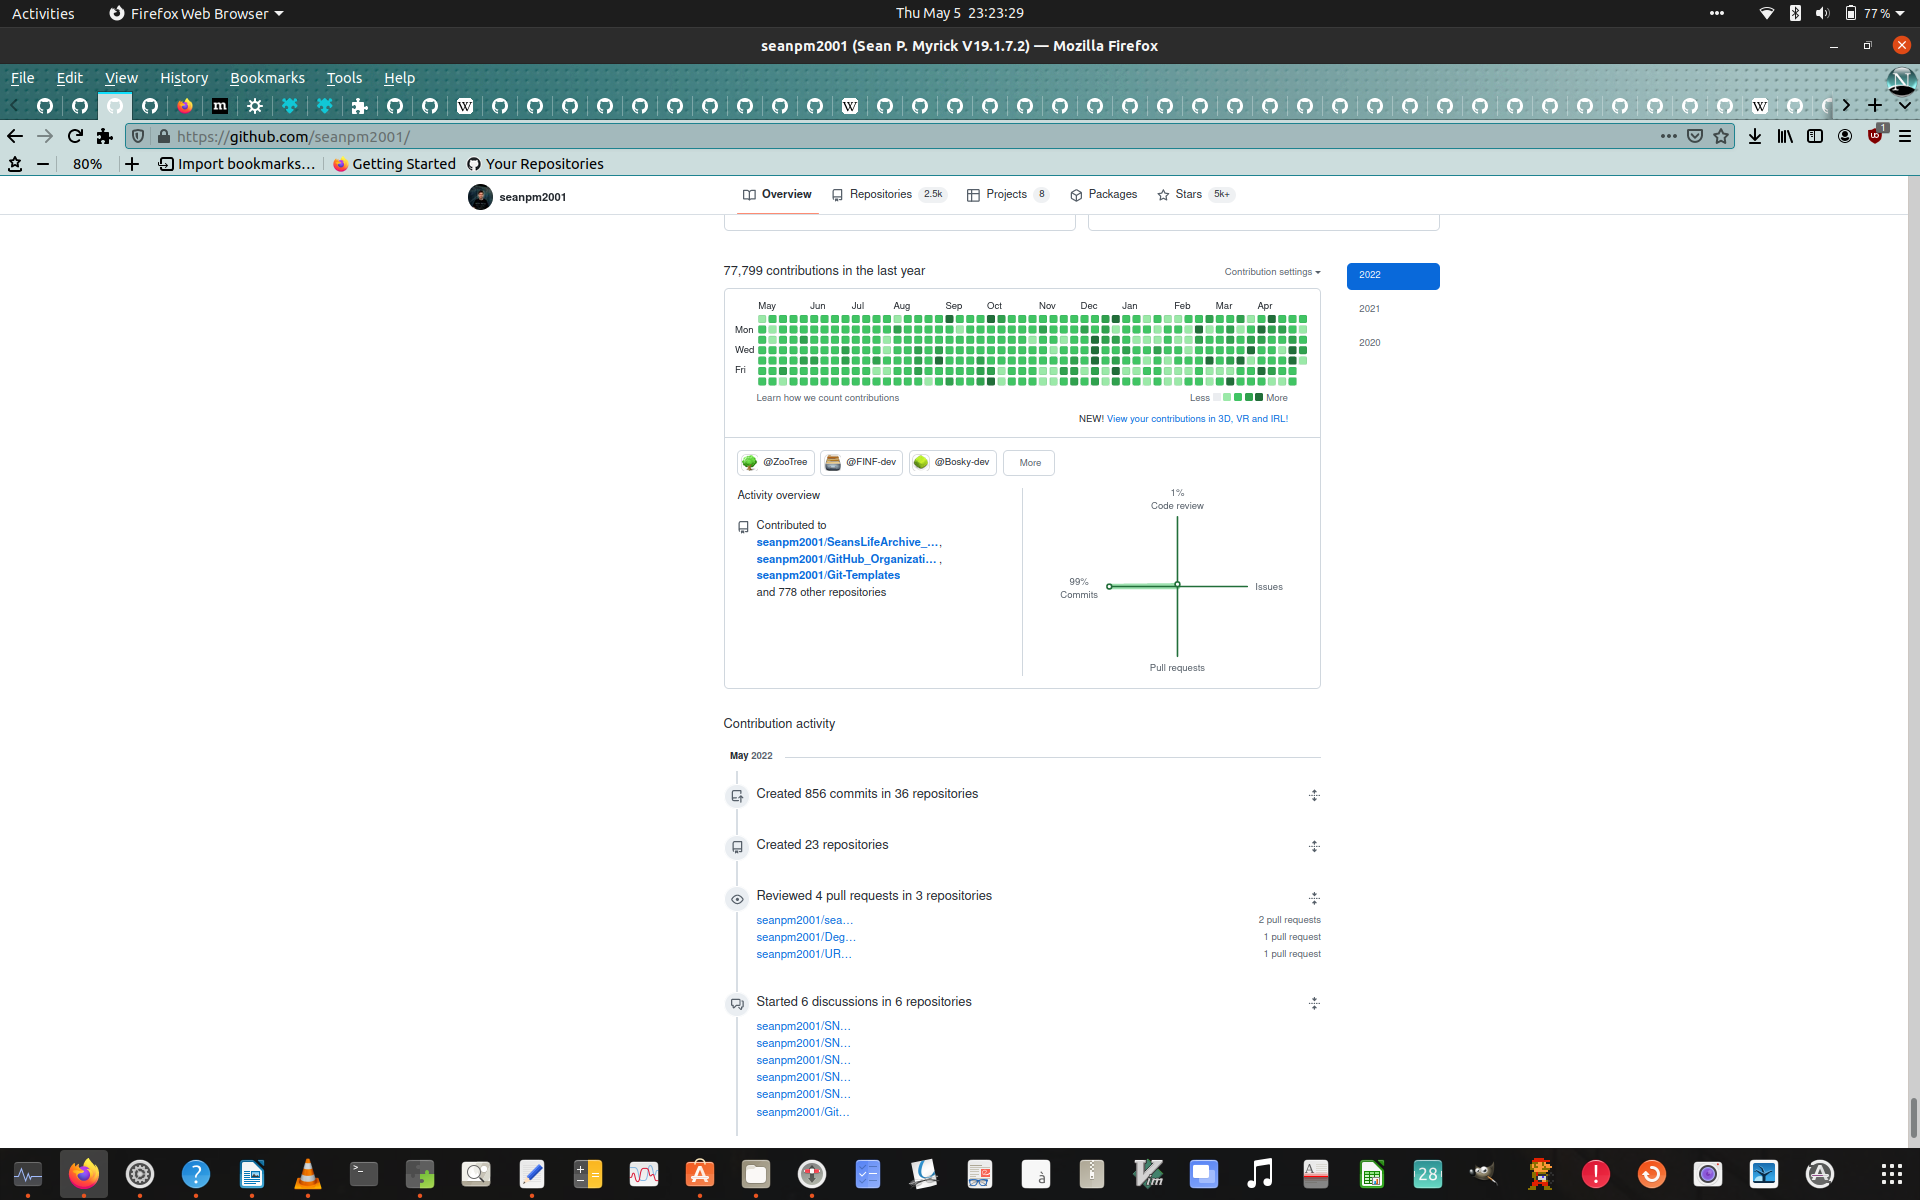 Activities
Firefox Web Browser
Thu May 5 23:23:29
77 %
seanpm2001 (Sean P. Myrick V19.1.7.2) — Mozilla Firefox
File Edit View History Bookmarks Tools Help
https://github.com/seanpm2001/
80% Import bookmarks… Getting Started Your Repositories
seanpm2001
Overview Repositories 2.5k Projects 8 Packages Stars 5k+
77,799 contributions in the last year
Contribution settings
2022
2021
2020
May Jun Jul Aug Sep Oct Nov Dec Jan Feb Mar Apr
Mon
Wed
Fri
Learn how we count contributions
Less More
NEW! View your contributions in 3D, VR and IRL!
@ZooTree @FINF-dev @Bosky-dev More
Activity overview
Contributed to
seanpm2001/SeansLifeArchive_…,
seanpm2001/GitHub_Organizati… ,
seanpm2001/Git-Templates
and 778 other repositories
1%
Code review
99%
Commits
Issues
Pull requests
Contribution activity
May 2022
Created 856 commits in 36 repositories
Created 23 repositories
Reviewed 4 pull requests in 3 repositories
seanpm2001/sea… 2 pull requests
seanpm2001/Deg… 1 pull request
seanpm2001/UR… 1 pull request
Started 6 discussions in 6 repositories
seanpm2001/SN…
seanpm2001/SN…
seanpm2001/SN…
seanpm2001/SN…
seanpm2001/SN…
seanpm2001/Git…
28